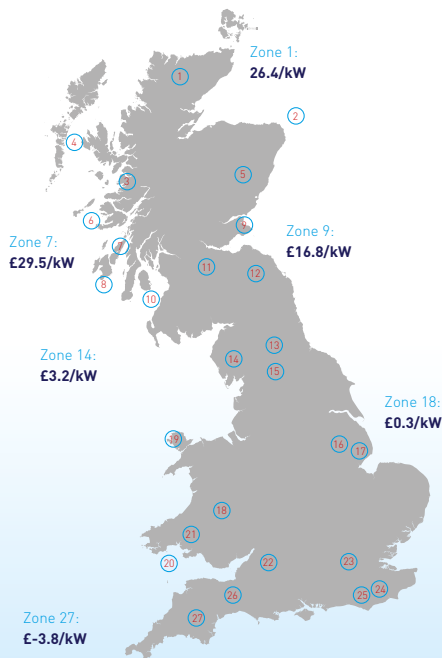 Zone 1:
26.4/kW
1
2
4
3
5
6
9
Zone 9:
£16.8/kW
Zone 7:
£29.5/kW
7
11
12
8
10
13
Zone 14:
£3.2/kW
14
15
Zone 18:
£0.3/kW
19
16
17
18
21
20
22
23
24
25
26
Zone 27:
£-3.8/kW
27